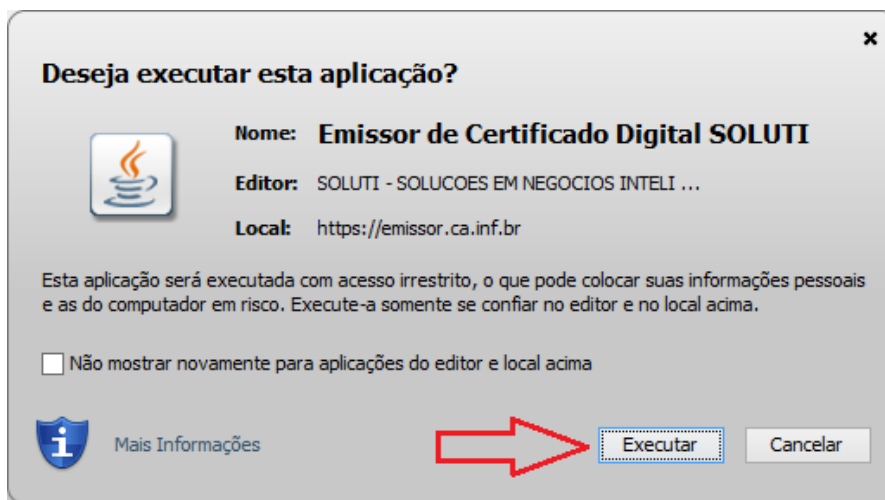 Deseja executar esta aplicação?
Nome: Emissor de Certificado Digital SOLUTI
Editor: SOLUTI - SOLUCOES EM NEGOCIOS INTELI ...
Local: https://emissor.ca.inf.br
Esta aplicação será executada com acesso irrestrito, o que pode colocar suas informações pessoais
e as do computador em risco. Execute-a somente se confiar no editor e no local acima.
Não mostrar novamente para aplicações do editor e local acima
Mais Informações
Executar
Cancelar